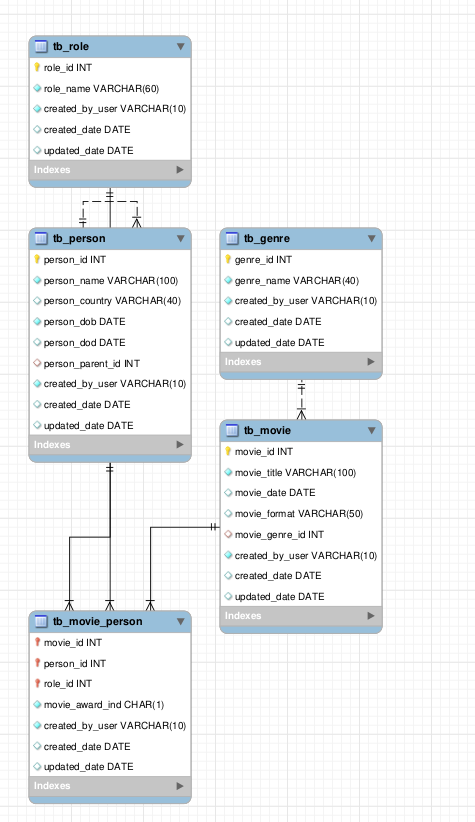 tb_role
role_id INT
role_name VARCHAR(60)
created_by_user VARCHAR(10)
created_date DATE
updated_date DATE
Indexes
tb_person
person_id INT
person_name VARCHAR(100)
person_country VARCHAR(40)
person_dob DATE
person_dod DATE
person_parent_id INT
created_by_user VARCHAR(10)
created_date DATE
updated_date DATE
Indexes
tb_genre
genre_id INT
genre_name VARCHAR(40)
created_by_user VARCHAR(10)
created_date DATE
updated_date DATE
Indexes
tb_movie
movie_id INT
movie_title VARCHAR(100)
movie_date DATE
movie_format VARCHAR(50)
movie_genre_id INT
created_by_user VARCHAR(10)
created_date DATE
updated_date DATE
Indexes
tb_movie_person
movie_id INT
person_id INT
role_id INT
movie_award_ind CHAR(1)
created_by_user VARCHAR(10)
created_date DATE
updated_date DATE
Indexes